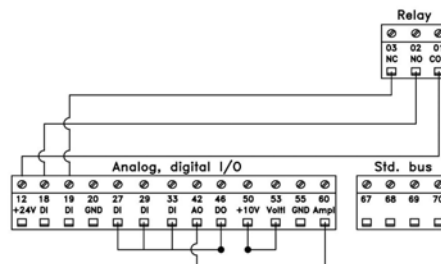 Relay
03 02 01
NC NO CO
Analog, digital I/O Std. bus
12 18 19 20 27 29 33 42 46 50 53 55 60 67 68 69 70
+24V DI DI GND DI DI DI AO DO +10V VoltI GND AmpI